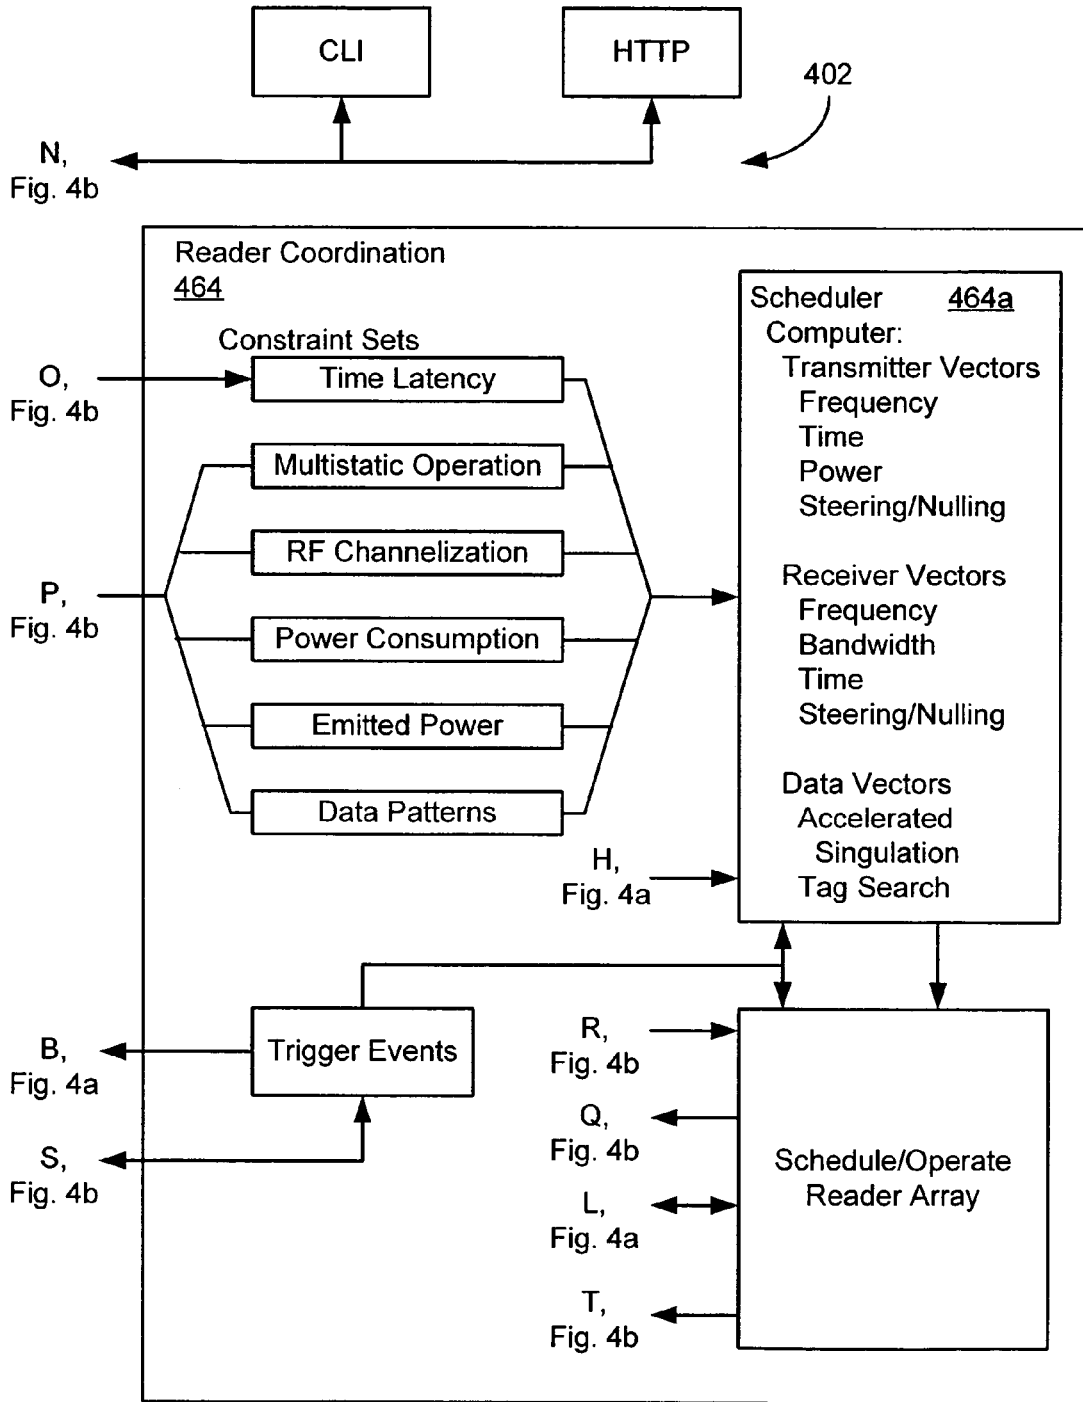 CLI
HTTP
402
N,
Fig. 4b
Reader Coordination
464
Constraint Sets
O,
Fig. 4b
Time Latency
Multistatic Operation
RF Channelization
P,
Fig. 4b
Power Consumption
Emitted Power
Data Patterns
Scheduler 464a
Computer:
Transmitter Vectors
Frequency
Time
Power
Steering/Nulling
Receiver Vectors
Frequency
Bandwidth
Time
Steering/Nulling
Data Vectors
Accelerated
Singulation
Tag Search
H,
Fig. 4a
Trigger Events
B,
Fig. 4a
S,
Fig. 4b
R,
Fig. 4b
Q,
Fig. 4b
L,
Fig. 4a
T,
Fig. 4b
Schedule/Operate
Reader Array